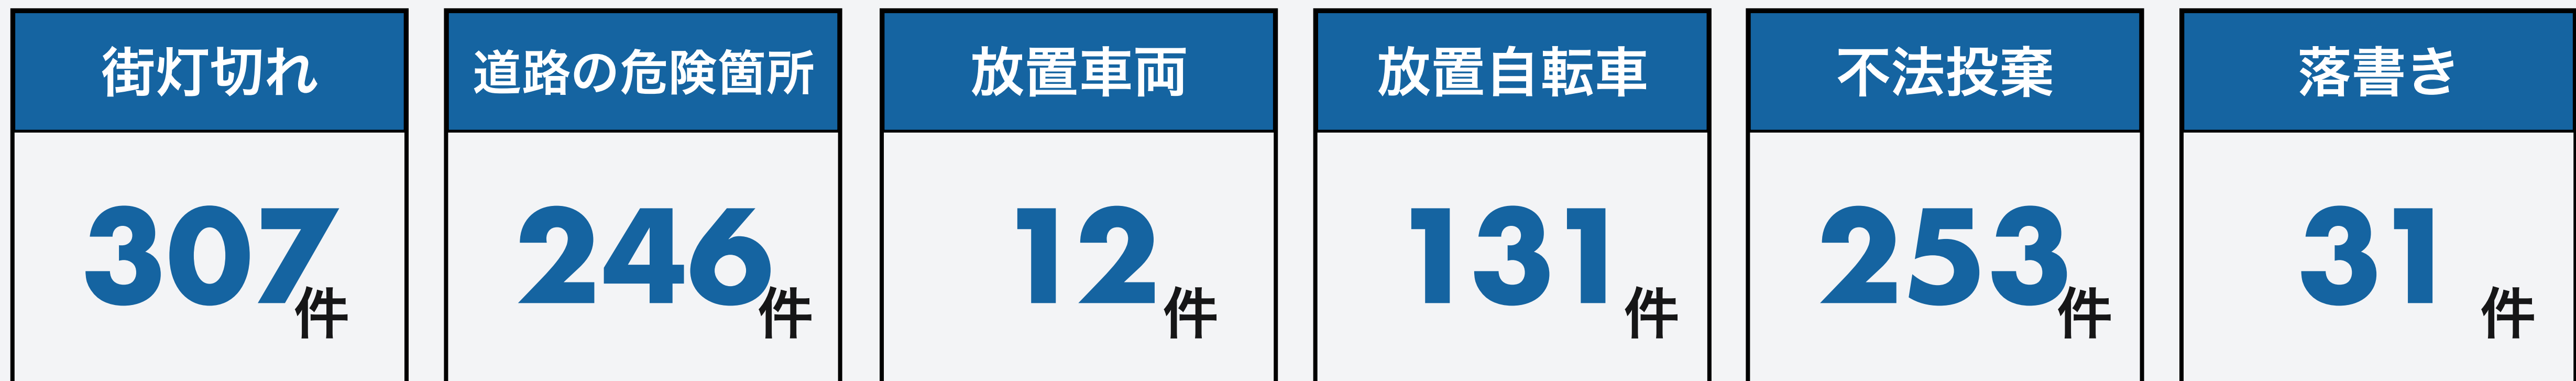 街灯切れ
307件
道路の危険箇所
246件
放置車両
12件
放置自転車
131件
不法投棄
253件
落書き
31件